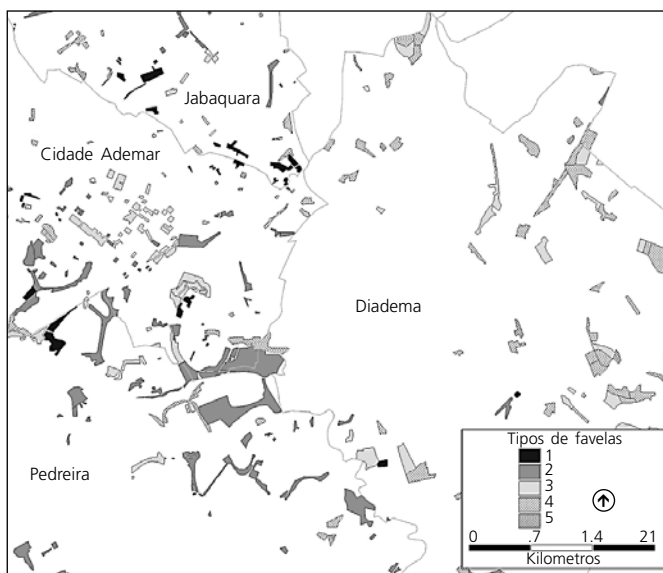 Jabaquara
Cidade Ademar
Diadema
Pedreira
Tipos de favelas
1
2
3
4
5
0 .7 1.4 21
Kilometros